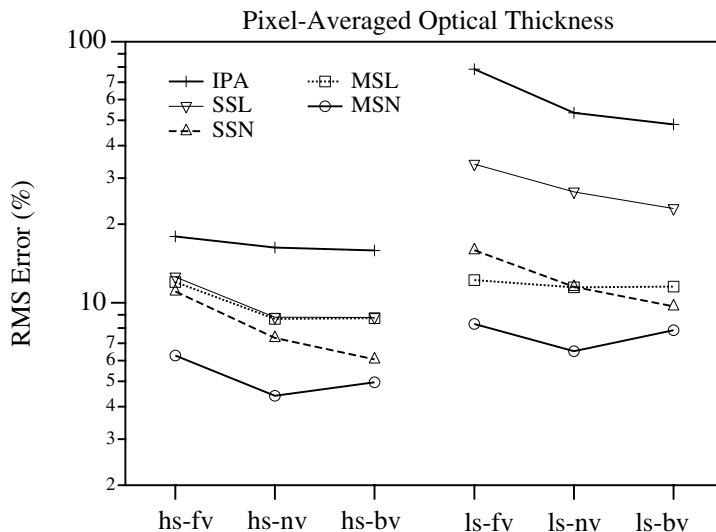 Pixel-Averaged Optical Thickness
RMS Error (%)
100
7
6
5
4
3
2
10
7
6
5
4
3
2
IPA
SSL
SSN
MSL
MSN
hs-fv
hs-nv
hs-bv
ls-fv
ls-nv
ls-bv